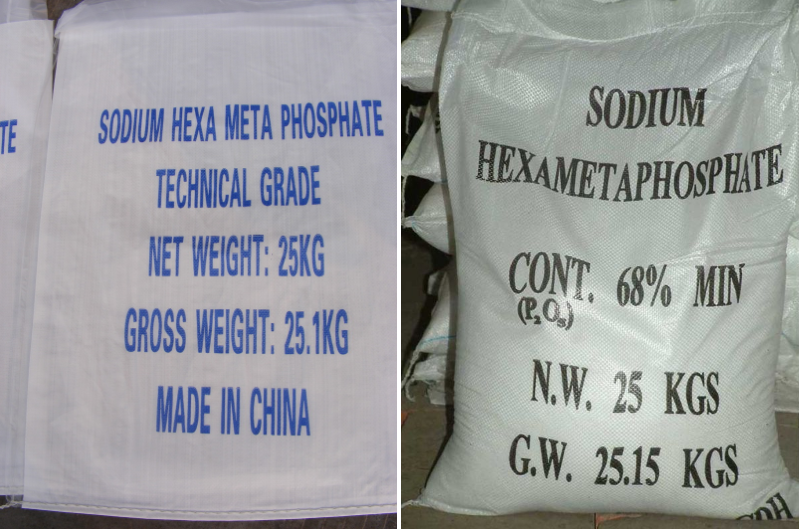 TE
SODIUM HEXA META PHOSPHATE
TECHNICAL GRADE
NET WEIGHT: 25KG
GROSS WEIGHT: 25.1KG
MADE IN CHINA
SODIUM
HEXAMETAPHOSPHATE
CONT. 68% MIN
(P₂O₅)
N.W. 25 KGS
G.W. 25.15 KGS